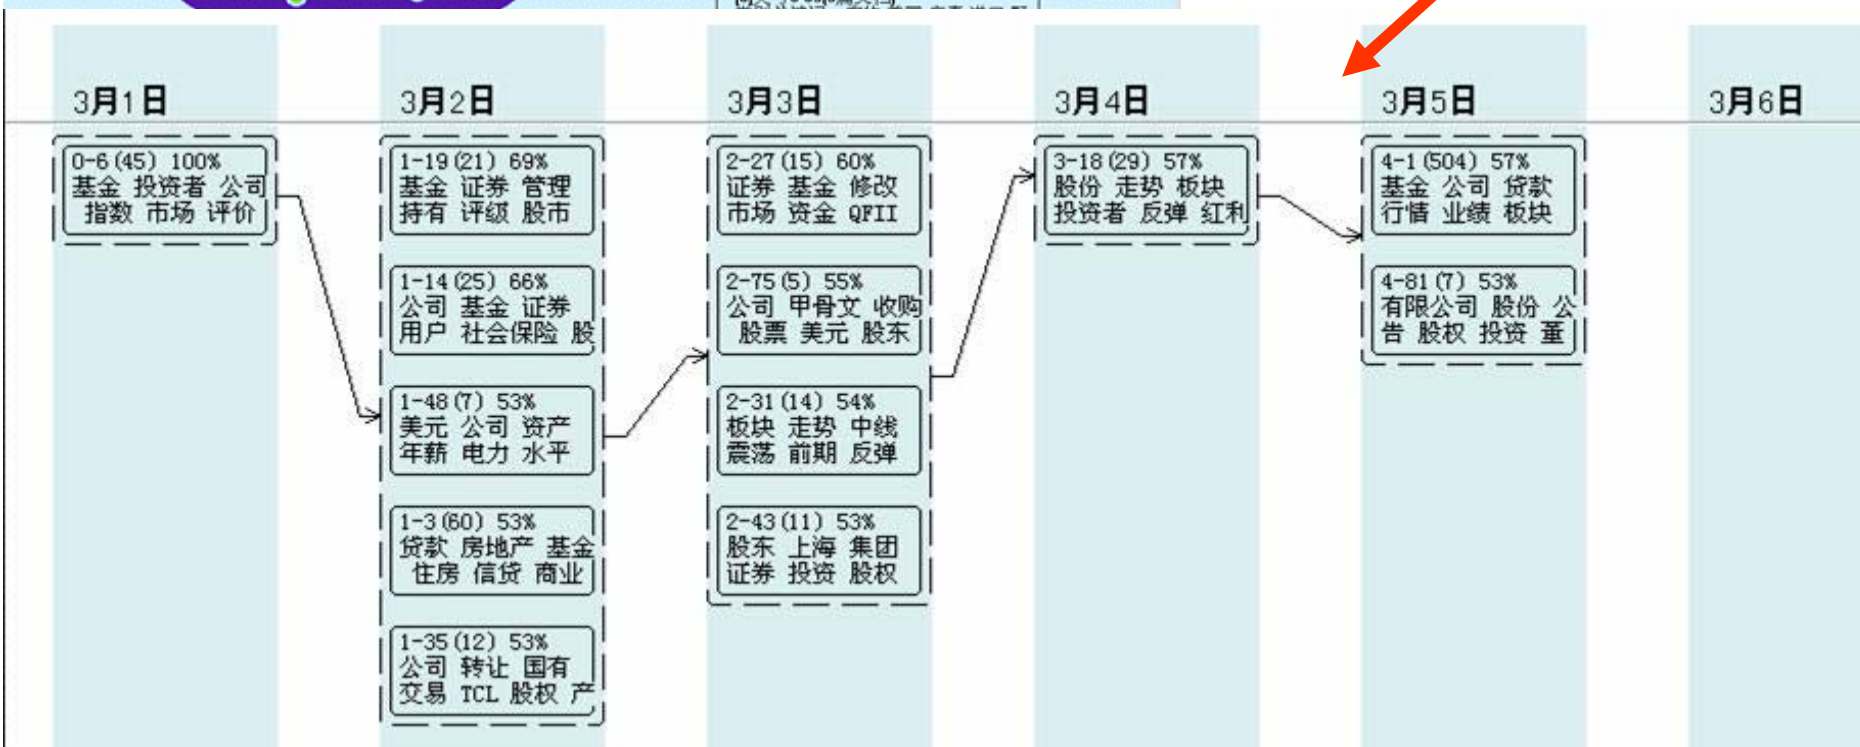 3月1日
3月2日
3月3日
3月4日
3月5日
3月6日
0-6(45) 100%
基金 投资者 公司
指数 市场 评价
1-19(21) 69%
基金 证券 管理
持有 评级 股市
1-14(25) 66%
公司 基金 证券
用户 社会保险 股
1-48(7) 53%
美元 公司 资产
年薪 电力 水平
1-3(60) 53%
贷款 房地产 基金
住房 信贷 商业
1-35(12) 53%
公司 转让 国有
交易 TCL 股权 产
2-27(15) 60%
证券 基金 修改
市场 资金 QFII
2-75(5) 55%
公司 甲骨文 收购
股票 美元 股东
2-31(14) 54%
板块 走势 中线
震荡 前期 反弹
2-43(11) 53%
股东 上海 集团
证券 投资 股权
3-18(29) 57%
股份 走势 板块
投资者 反弹 红利
4-1(504) 57%
基金 公司 贷款
行情 业绩 板块
4-81(7) 53%
有限公司 股份 公
告 股权 投资 董